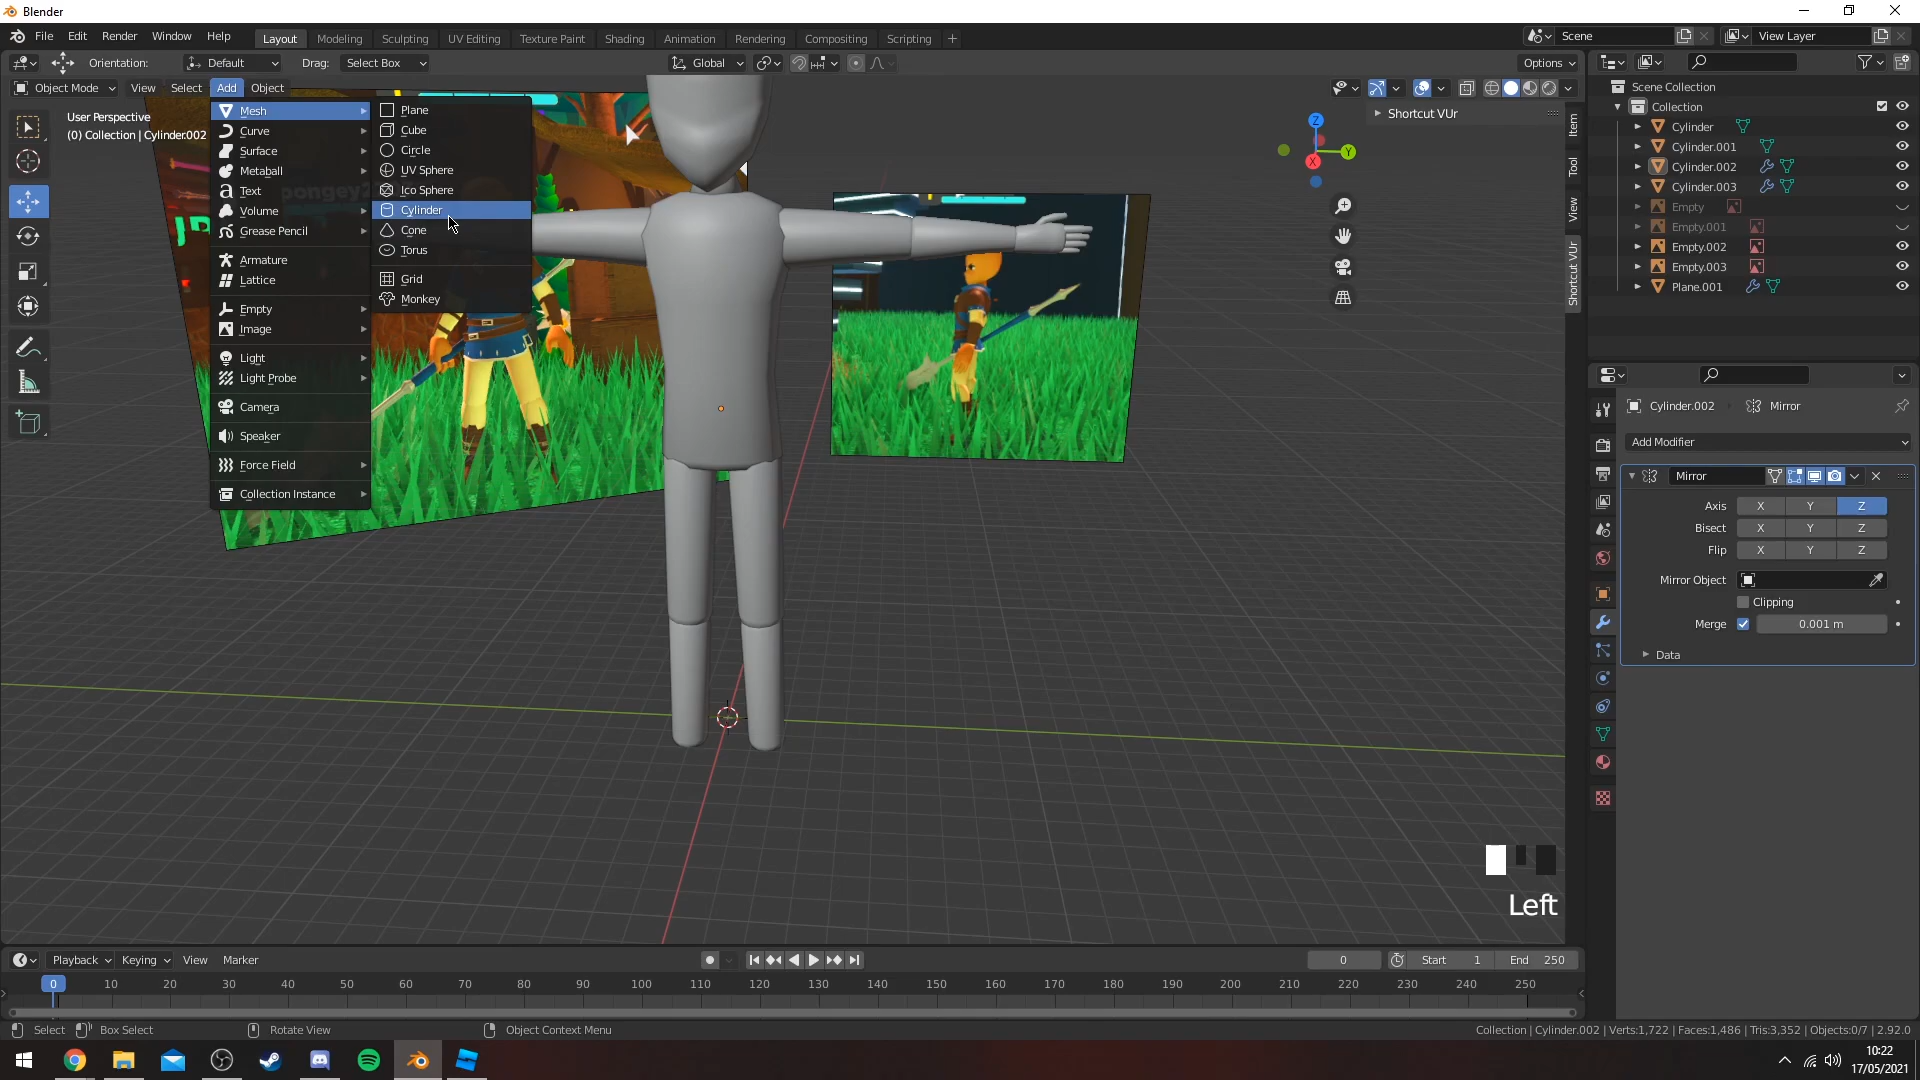 Blender
File Edit Render Window Help
Layout Modeling Sculpting UV Editing Texture Paint Shading Animation Rendering Compositing Scripting +
Scene
View Layer
Orientation: Default Drag: Select Box
Global
Options
Object Mode View Select Add Object
User Perspective
(0) Collection | Cylinder.002
Mesh
Curve
Surface
Metaball
Text
Volume
Grease Pencil
Armature
Lattice
Empty
Image
Light
Light Probe
Camera
Speaker
Force Field
Collection Instance
Plane
Cube
Circle
UV Sphere
Ico Sphere
Cylinder
Cone
Torus
Grid
Monkey
Z
Y
X
Shortcut VUr
Item
Tool
View
Shortcut VUr
Scene Collection
Collection
Cylinder
Cylinder.001
Cylinder.002
Cylinder.003
Empty
Empty.001
Empty.002
Empty.003
Plane.001
Cylinder.002 Mirror
Add Modifier
Mirror
Axis X Y Z
Bisect X Y Z
Flip X Y Z
Mirror Object
Clipping
Merge 0.001 m
Data
Left
Playback Keying View Marker
0 Start 1 End 250
0 10 20 30 40 50 60 70 80 90 100 110 120 130 140 150 160 170 180 190 200 210 220 230 240 250
Select Box Select Rotate View Object Context Menu
Collection | Cylinder.002 | Verts:1,722 | Faces:1,486 | Tris:3,352 | Objects:0/7 | 2.92.0
10:22
17/05/2021